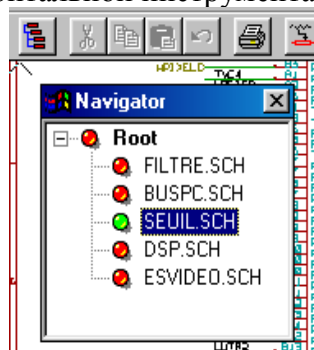 Navigator
Root
FILTRE.SCH
BUSPC.SCH
SEUIL.SCH
DSP.SCH
ESVIDEO.SCH